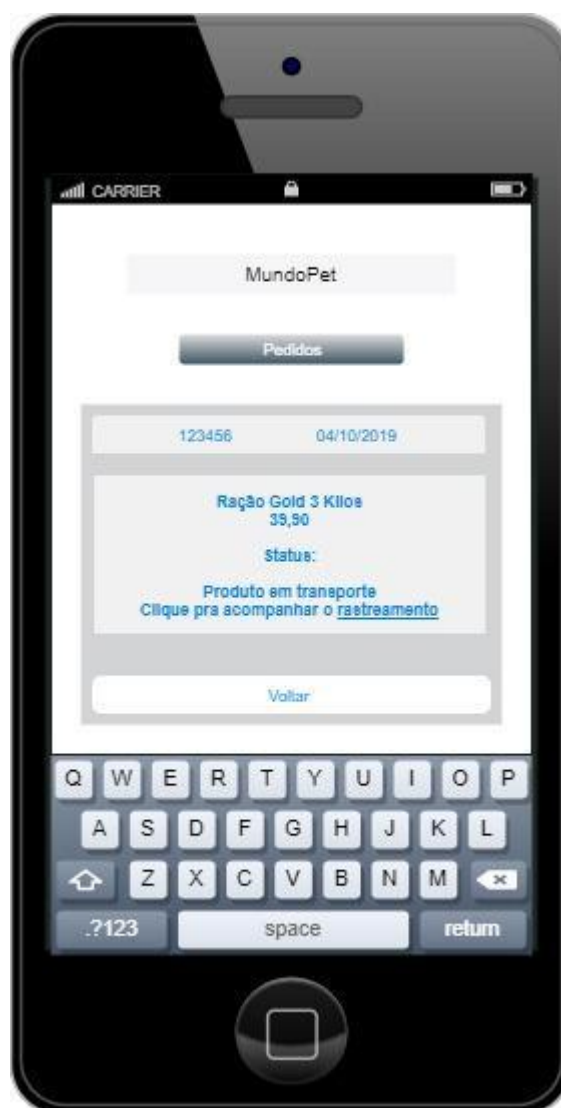 CARRIER
MundoPet
Pedidos
123456 04/10/2019
Ração Gold 3 Kilos
39,90
Status:
Produto em transporte
Clique pra acompanhar o rastreamento
Voltar
Q W E R T Y U I O P
A S D F G H J K L
Z X C V B N M
.?123 space return